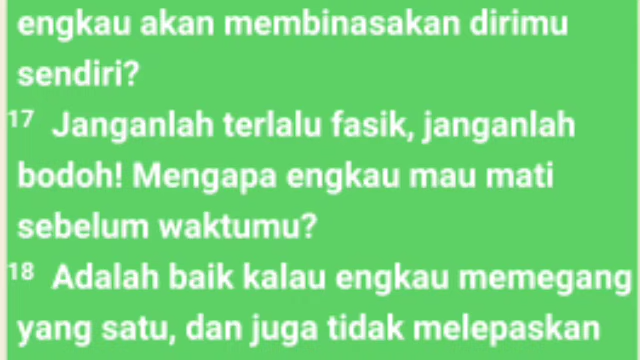 engkau akan membinasakan dirimu
sendiri?
17 Janganlah terlalu fasik, janganlah
bodoh! Mengapa engkau mau mati
sebelum waktumu?
18 Adalah baik kalau engkau memegang
yang satu, dan juga tidak melepaskan